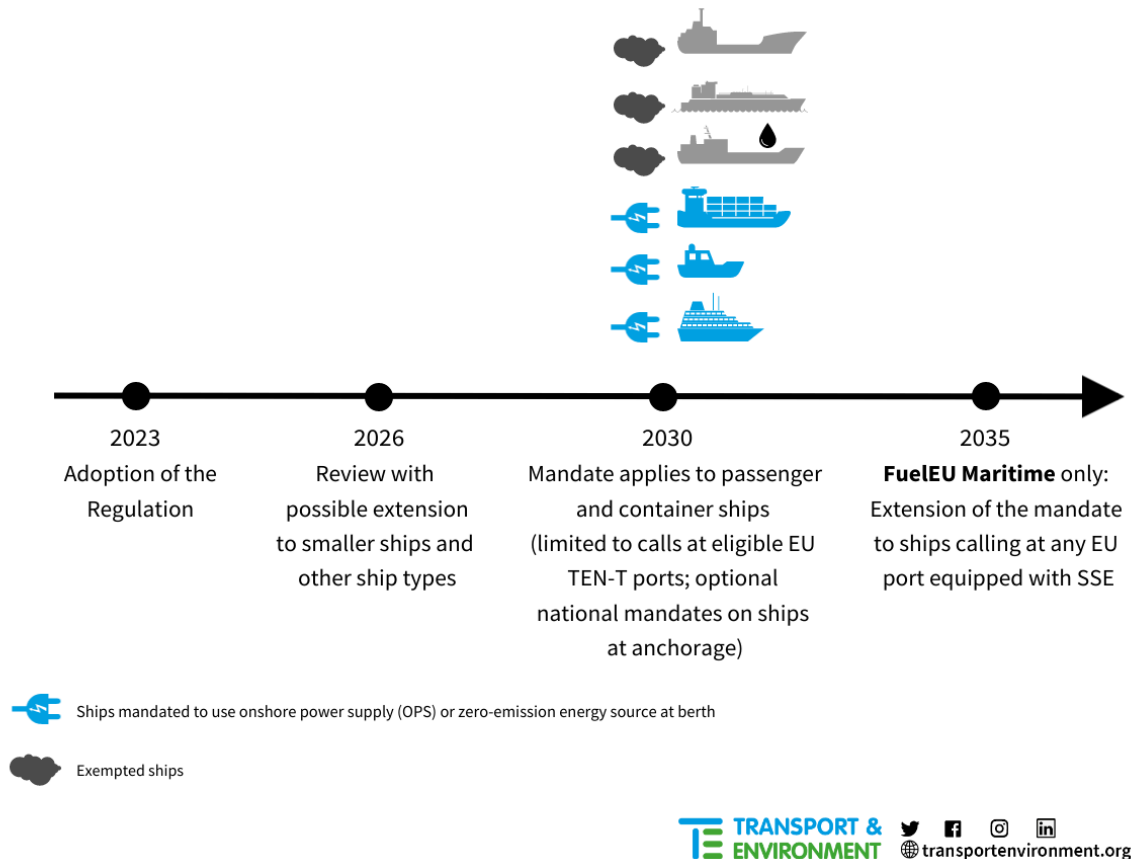 2023
Adoption of the
Regulation
2026
Review with
possible extension
to smaller ships and
other ship types
2030
Mandate applies to passenger
and container ships
(limited to calls at eligible EU
TEN-T ports; optional
national mandates on ships
at anchorage)
2035
FuelEU Maritime only:
Extension of the mandate
to ships calling at any EU
port equipped with SSE
Ships mandated to use onshore power supply (OPS) or zero-emission energy source at berth
Exempted ships
TRANSPORT &
ENVIRONMENT
transportenvironment.org